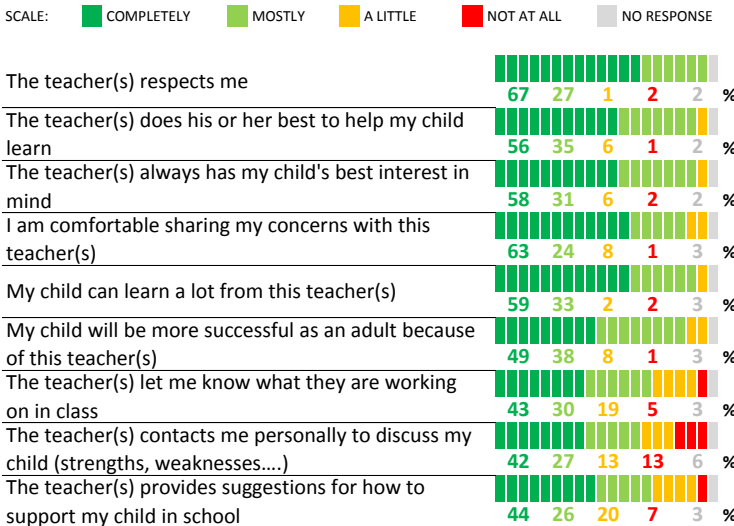 SCALE: COMPLETELY MOSTLY A LITTLE NOT AT ALL NO RESPONSE
The teacher(s) respects me
67 27 1 2 2 %
The teacher(s) does his or her best to help my child
learn
56 35 6 1 2 %
The teacher(s) always has my child's best interest in
mind
58 31 6 2 2 %
I am comfortable sharing my concerns with this
teacher(s)
63 24 8 1 3 %
My child can learn a lot from this teacher(s)
59 33 2 2 3 %
My child will be more successful as an adult because
of this teacher(s)
49 38 8 1 3 %
The teacher(s) let me know what they are working
on in class
43 30 19 5 3 %
The teacher(s) contacts me personally to discuss my
child (strengths, weaknesses....)
42 27 13 13 6 %
The teacher(s) provides suggestions for how to
support my child in school
44 26 20 7 3 %